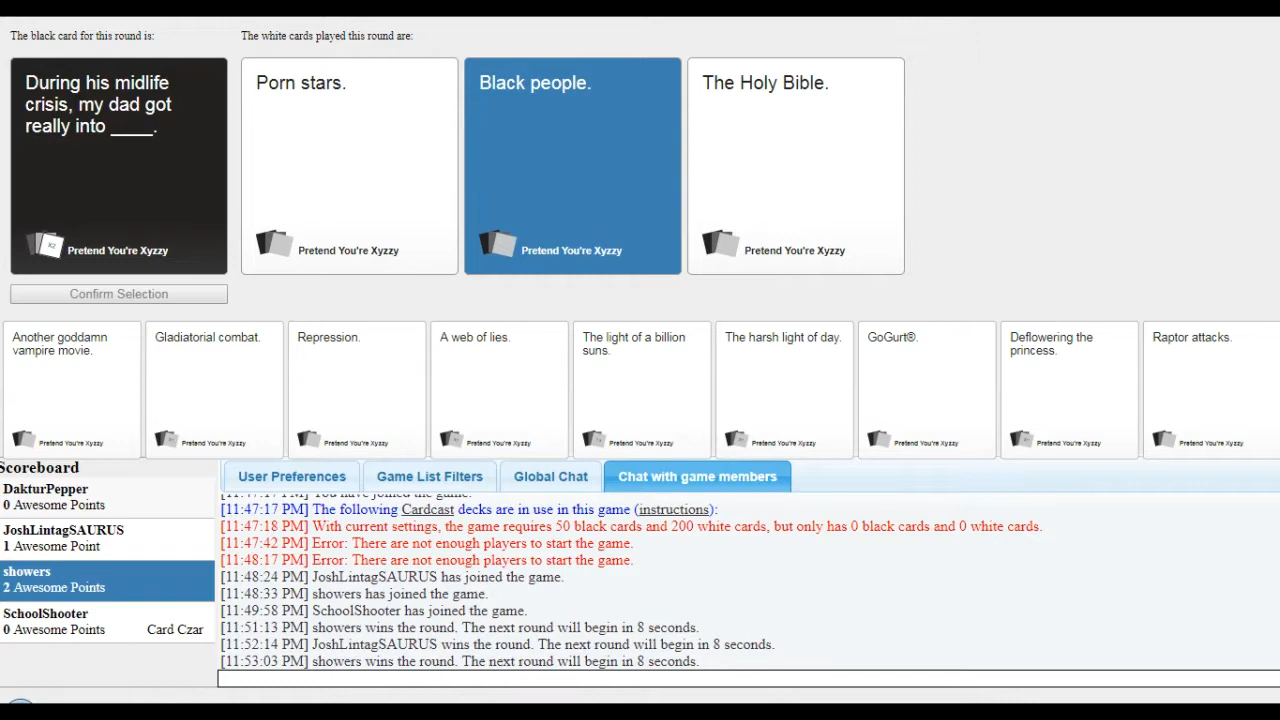 The black card for this round is:
The white cards played this round are:
During his midlife
crisis, my dad got
really into ____.
Pretend You're Xyzzy
Porn stars.
Pretend You're Xyzzy
Black people.
Pretend You're Xyzzy
The Holy Bible.
Pretend You're Xyzzy
Confirm Selection
Another goddamn
vampire movie.
Pretend You're Xyzzy
Gladiatorial combat.
Pretend You're Xyzzy
Repression.
Pretend You're Xyzzy
A web of lies.
Pretend You're Xyzzy
The light of a billion
suns.
Pretend You're Xyzzy
The harsh light of day.
Pretend You're Xyzzy
GoGurt®.
Pretend You're Xyzzy
Deflowering the
princess.
Pretend You're Xyzzy
Raptor attacks.
Pretend You're Xyzzy
Scoreboard
DakturPepper
0 Awesome Points
JoshLintagSAURUS
1 Awesome Point
showers
2 Awesome Points
SchoolShooter
0 Awesome Points Card Czar
User Preferences
Game List Filters
Global Chat
Chat with game members
[11:47:17 PM] You have joined the game.
[11:47:17 PM] The following Cardcast decks are in use in this game (instructions):
[11:47:18 PM] With current settings, the game requires 50 black cards and 200 white cards, but only has 0 black cards and 0 white cards.
[11:47:42 PM] Error: There are not enough players to start the game.
[11:48:17 PM] Error: There are not enough players to start the game.
[11:48:24 PM] JoshLintagSAURUS has joined the game.
[11:48:33 PM] showers has joined the game.
[11:49:58 PM] SchoolShooter has joined the game.
[11:51:13 PM] showers wins the round. The next round will begin in 8 seconds.
[11:52:14 PM] JoshLintagSAURUS wins the round. The next round will begin in 8 seconds.
[11:53:03 PM] showers wins the round. The next round will begin in 8 seconds.